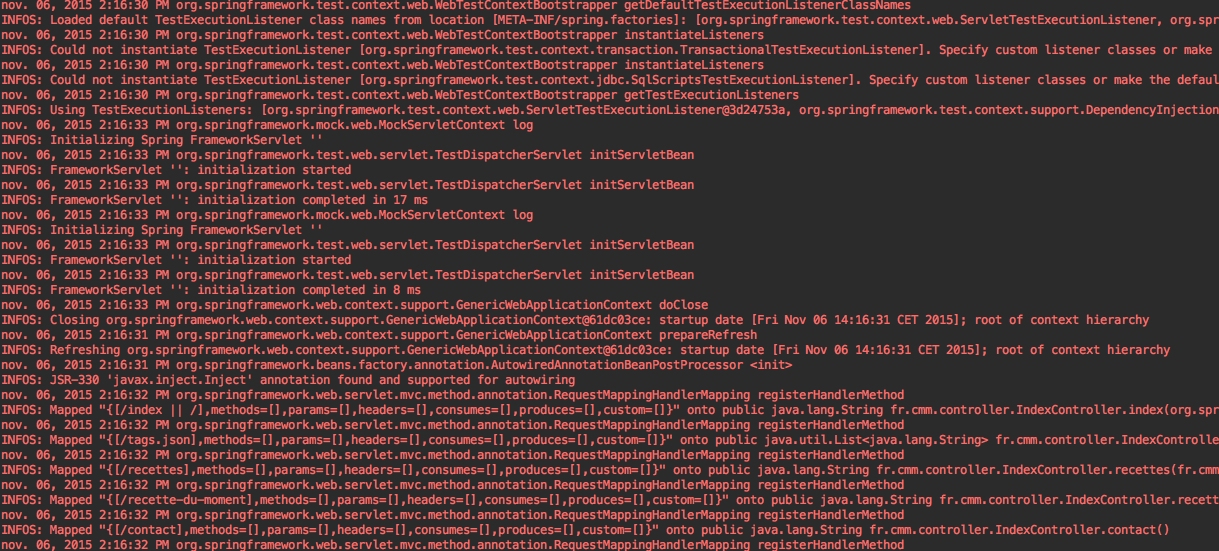 nov. 06, 2015 2:16:30 PM org.springframework.test.context.web.WebTestContextBootstrapper getDefaultTestExecutionListenerClassNames
INFOS: Loaded default TestExecutionListener class names from location [META-INF/spring.factories]: [org.springframework.test.context.web.ServletTestExecutionListener, org.spr
nov. 06, 2015 2:16:30 PM org.springframework.test.context.web.WebTestContextBootstrapper instantiateListeners
INFOS: Could not instantiate TestExecutionListener [org.springframework.test.context.transaction.TransactionalTestExecutionListener]. Specify custom listener classes or make
nov. 06, 2015 2:16:30 PM org.springframework.test.context.web.WebTestContextBootstrapper instantiateListeners
INFOS: Could not instantiate TestExecutionListener [org.springframework.test.context.jdbc.SqlScriptsTestExecutionListener]. Specify custom listener classes or make the defaul
nov. 06, 2015 2:16:30 PM org.springframework.test.context.web.WebTestContextBootstrapper getTestExecutionListeners
INFOS: Using TestExecutionListeners: [org.springframework.test.context.web.ServletTestExecutionListener@3d24753a, org.springframework.test.context.support.DependencyInjection
nov. 06, 2015 2:16:33 PM org.springframework.mock.web.MockServletContext log
INFOS: Initializing Spring FrameworkServlet ''
nov. 06, 2015 2:16:33 PM org.springframework.test.web.servlet.TestDispatcherServlet initServletBean
INFOS: FrameworkServlet '': initialization started
nov. 06, 2015 2:16:33 PM org.springframework.test.web.servlet.TestDispatcherServlet initServletBean
INFOS: FrameworkServlet '': initialization completed in 17 ms
nov. 06, 2015 2:16:33 PM org.springframework.mock.web.MockServletContext log
INFOS: Initializing Spring FrameworkServlet ''
nov. 06, 2015 2:16:33 PM org.springframework.test.web.servlet.TestDispatcherServlet initServletBean
INFOS: FrameworkServlet '': initialization started
nov. 06, 2015 2:16:33 PM org.springframework.test.web.servlet.TestDispatcherServlet initServletBean
INFOS: FrameworkServlet '': initialization completed in 8 ms
nov. 06, 2015 2:16:33 PM org.springframework.web.context.support.GenericWebApplicationContext doClose
INFOS: Closing org.springframework.web.context.support.GenericWebApplicationContext@61dc03ce: startup date [Fri Nov 06 14:16:31 CET 2015]; root of context hierarchy
nov. 06, 2015 2:16:31 PM org.springframework.web.context.support.GenericWebApplicationContext prepareRefresh
INFOS: Refreshing org.springframework.web.context.support.GenericWebApplicationContext@61dc03ce: startup date [Fri Nov 06 14:16:31 CET 2015]; root of context hierarchy
nov. 06, 2015 2:16:31 PM org.springframework.beans.factory.annotation.AutowiredAnnotationBeanPostProcessor <init>
INFOS: JSR-330 'javax.inject.Inject' annotation found and supported for autowiring
nov. 06, 2015 2:16:32 PM org.springframework.web.servlet.mvc.method.annotation.RequestMappingHandlerMapping registerHandlerMethod
INFOS: Mapped "{[/index || /],methods=[],params=[],headers=[],consumes=[],produces=[],custom=[]}" onto public java.lang.String fr.cmm.controller.IndexController.index(org.spr
nov. 06, 2015 2:16:32 PM org.springframework.web.servlet.mvc.method.annotation.RequestMappingHandlerMapping registerHandlerMethod
INFOS: Mapped "{[/tags.json],methods=[],params=[],headers=[],consumes=[],produces=[],custom=[]}" onto public java.util.List<java.lang.String> fr.cmm.controller.IndexControlle
nov. 06, 2015 2:16:32 PM org.springframework.web.servlet.mvc.method.annotation.RequestMappingHandlerMapping registerHandlerMethod
INFOS: Mapped "{[/recettes],methods=[],params=[],headers=[],consumes=[],produces=[],custom=[]}" onto public java.lang.String fr.cmm.controller.IndexController.recettes(fr.cmm
nov. 06, 2015 2:16:32 PM org.springframework.web.servlet.mvc.method.annotation.RequestMappingHandlerMapping registerHandlerMethod
INFOS: Mapped "{[/recette-du-moment],methods=[],params=[],headers=[],consumes=[],produces=[],custom=[]}" onto public java.lang.String fr.cmm.controller.IndexController.recett
nov. 06, 2015 2:16:32 PM org.springframework.web.servlet.mvc.method.annotation.RequestMappingHandlerMapping registerHandlerMethod
INFOS: Mapped "{[/contact],methods=[],params=[],headers=[],consumes=[],produces=[],custom=[]}" onto public java.lang.String fr.cmm.controller.IndexController.contact()
nov. 06, 2015 2:16:32 PM org.springframework.web.servlet.mvc.method.annotation.RequestMappingHandlerMapping registerHandlerMethod